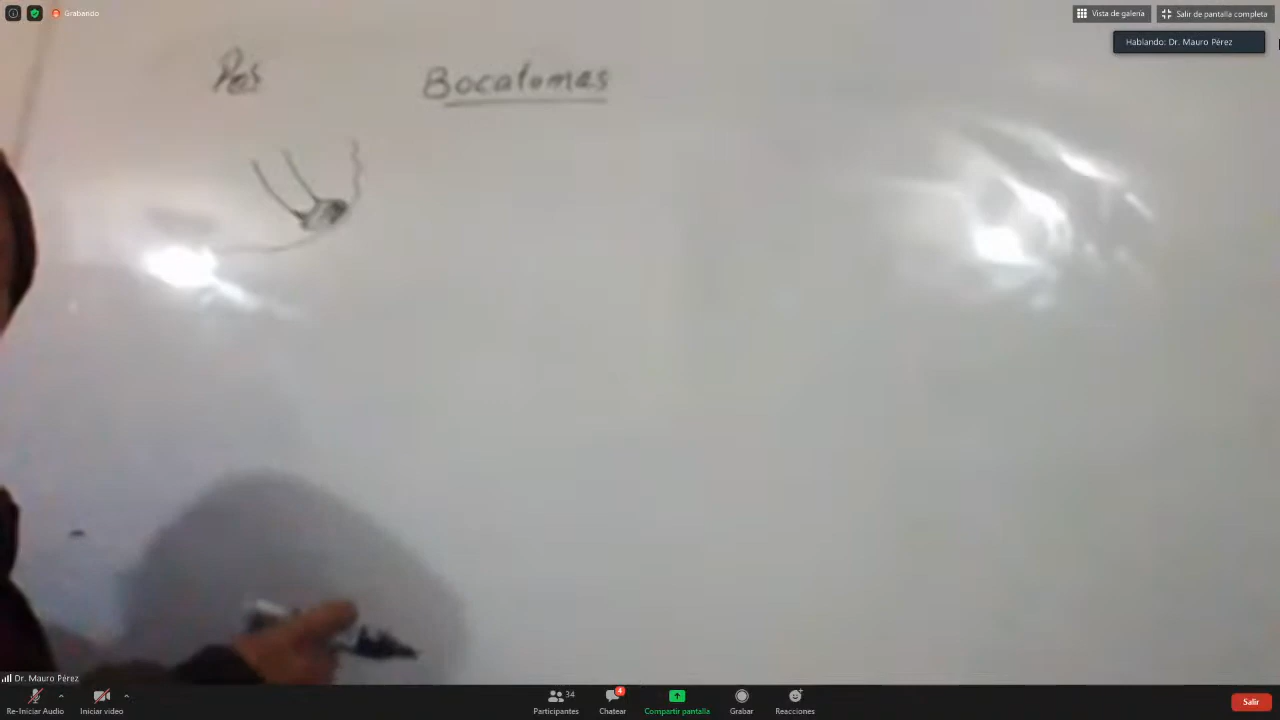 Grabando
Vista de galería
Salir de pantalla completa
Hablando: Dr. Mauro Pérez
Bocatomas
Dr. Mauro Pérez
Re-Iniciar Audio
Iniciar video
Participantes
34
Chatear
4
Compartir pantalla
Grabar
Reacciones
Salir